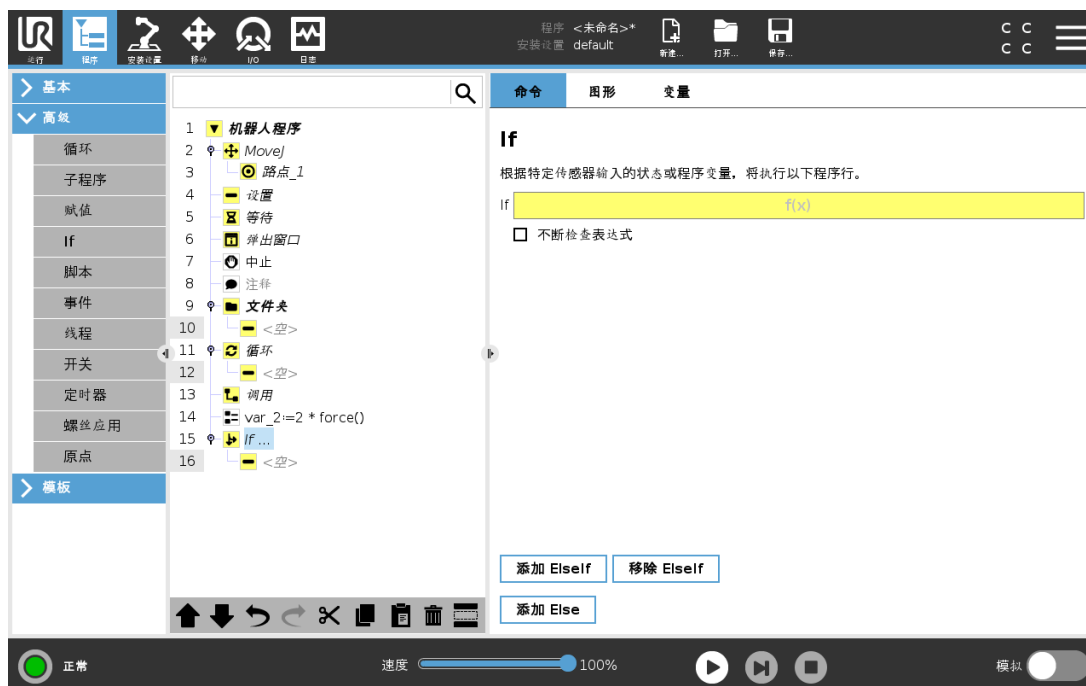 程序 <未命名>*
安装设置 default
C C
C C
运行 程序 安装设置 移动 I/O 日志 新建... 打开... 保存...
基本
高级
循环
子程序
赋值
If
脚本
事件
线程
开关
定时器
螺丝应用
原点
模板
1 机器人程序
2 MoveJ
3 路点_1
4 设置
5 等待
6 弹出窗口
7 中止
8 注释
9 文件夹
10 <空>
11 循环
12 <空>
13 调用
14 var_2:=2 * force()
15 If ...
16 <空>
命令 图形 变量
If
根据特定传感器输入的状态或程序变量，将执行以下程序行。
If f(x)
不断检查表达式
添加 ElseIf 移除 ElseIf
添加 Else
正常 速度 100% 模拟